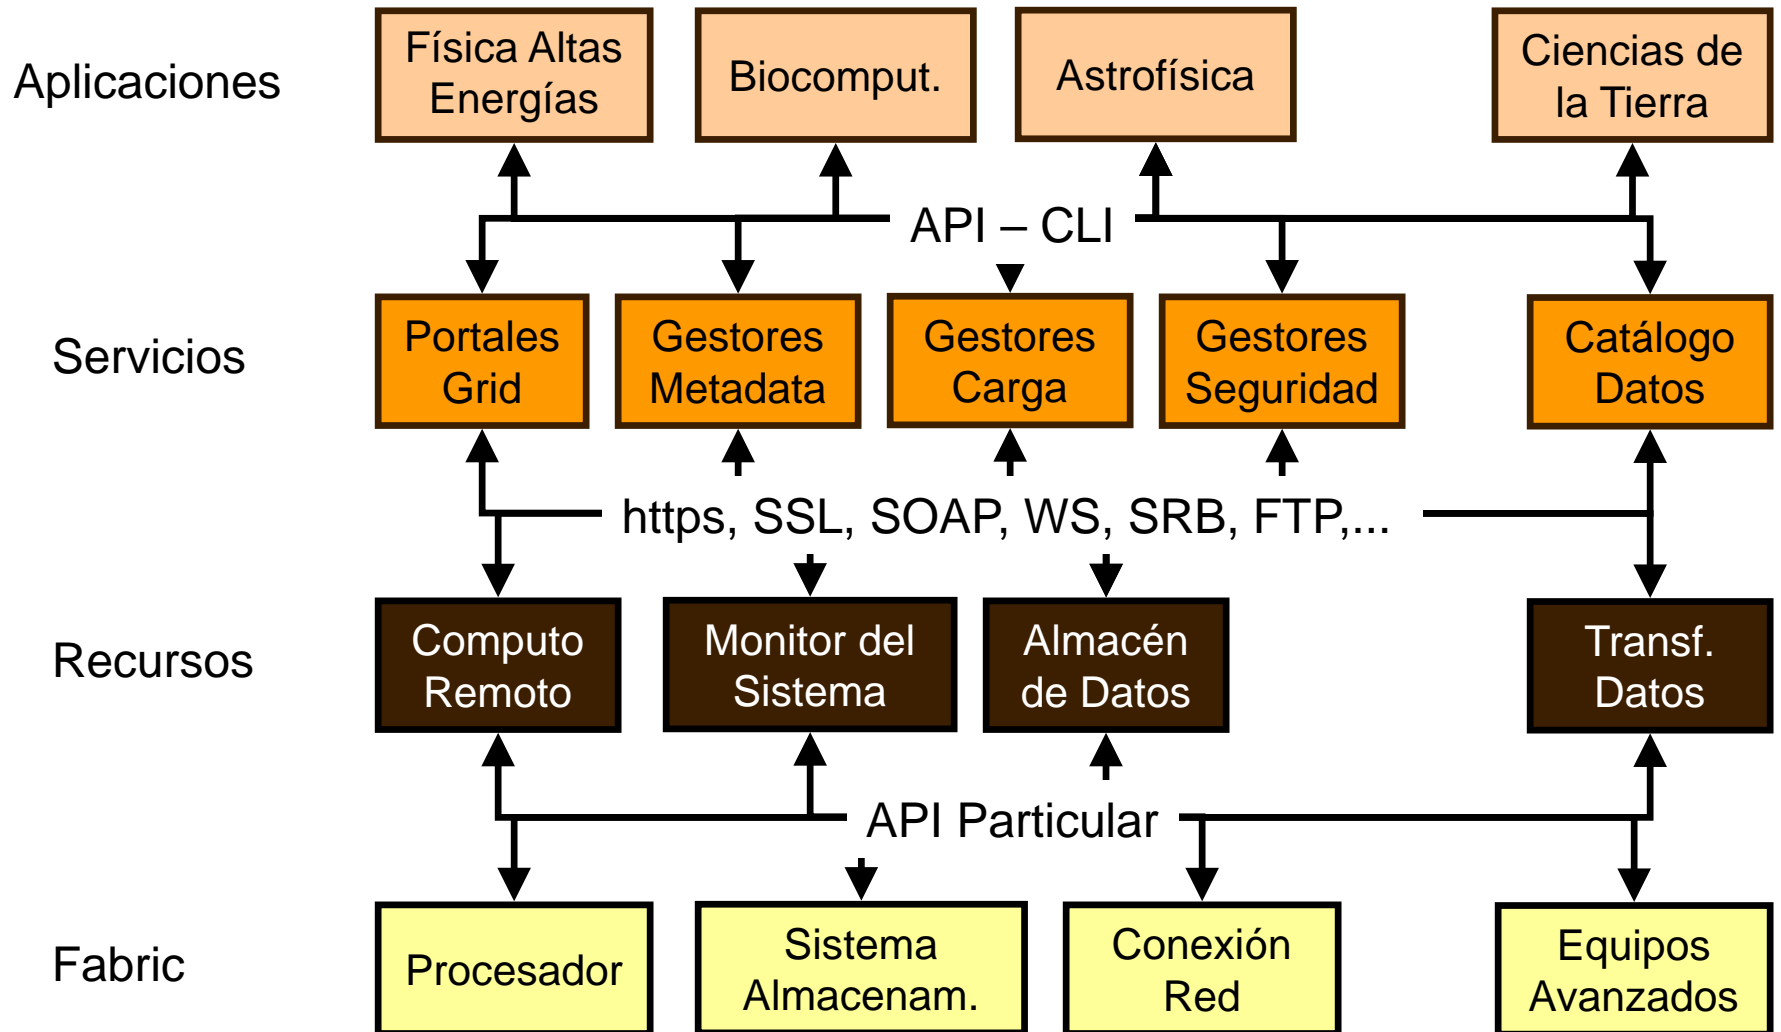 Aplicaciones
Física Altas
Energías
Biocomput.
Astrofísica
Ciencias de
la Tierra
API – CLI
Servicios
Portales
Grid
Gestores
Metadata
Gestores
Carga
Gestores
Seguridad
Catálogo
Datos
https, SSL, SOAP, WS, SRB, FTP,...
Recursos
Computo
Remoto
Monitor del
Sistema
Almacén
de Datos
Transf.
Datos
API Particular
Fabric
Procesador
Sistema
Almacenam.
Conexión
Red
Equipos
Avanzados